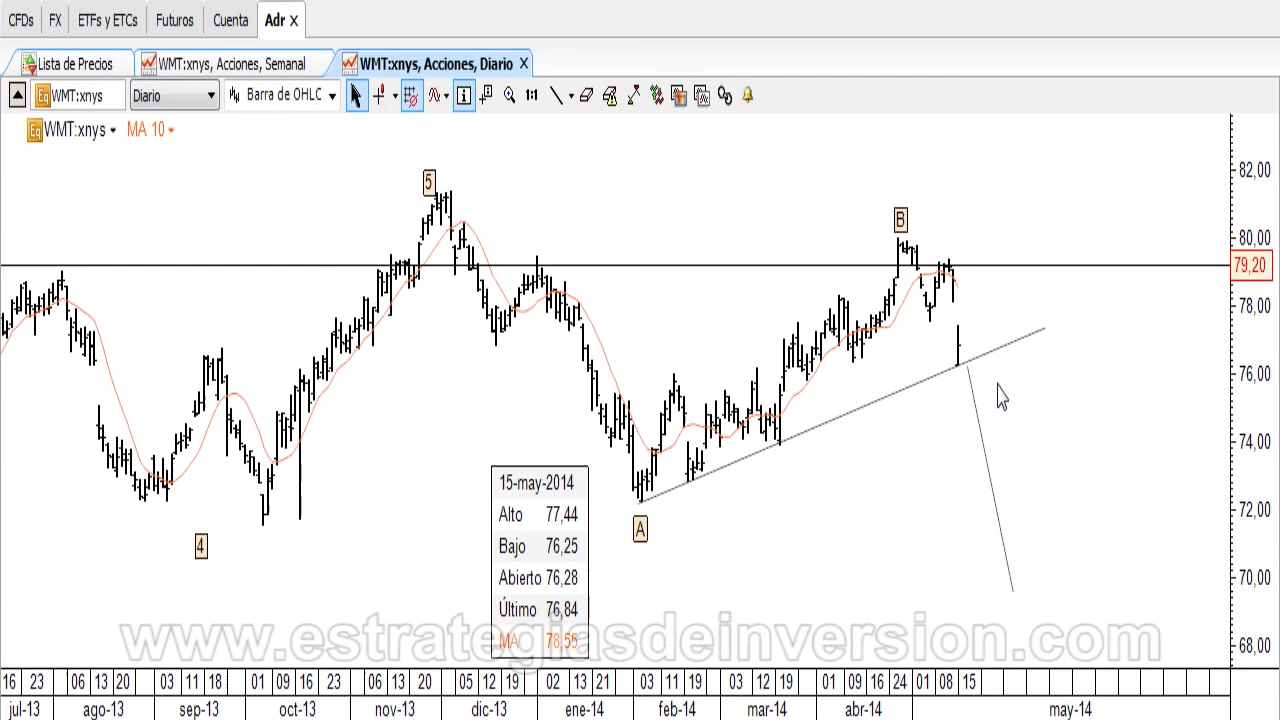 CFDs FX ETFs y ETCs Futuros Cuenta Adr X
Lista de Precios WMT:xnys, Acciones, Semanal WMT:xnys, Acciones, Diario X
Eq WMT:xnys Diario Barra de OHLC 1:1
Eq WMT:xnys MA 10
82,00
5
B
80,00
79,20
78,00
76,00
74,00
72,00
70,00
68,00
A
4
15-may-2014
Alto 77,44
Bajo 76,25
Abierto 76,28
Último 76,84
MA 78,56
www.estrategiasdeinversion.com
16 23 06 13 20 03 11 18 01 09 16 23 06 13 20 05 12 19 02 13 21 03 11 19 03 12 19 01 09 16 24 01 08 15
jul-13 ago-13 sep-13 oct-13 nov-13 dic-13 ene-14 feb-14 mar-14 abr-14 may-14